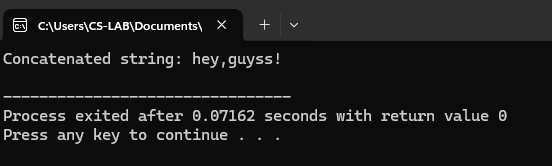 C:\Users\CS-LAB\Documents\
Concatenated string: hey,guyss!
--------------------------------
Process exited after 0.07162 seconds with return value 0
Press any key to continue . . .